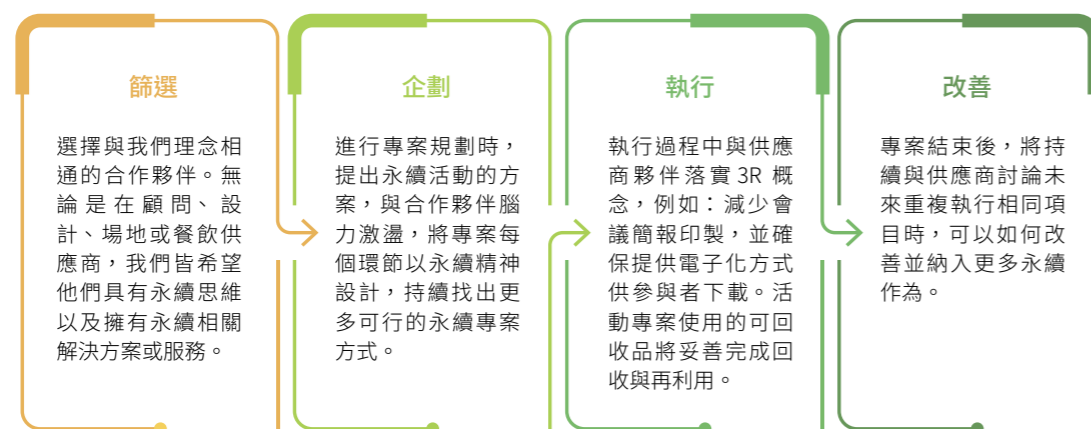 篩選
選擇與我們理念相
通的合作夥伴。無
論是在顧問、設
計、場地或餐飲供
應商，我們皆希望
他們具有永續思維
以及擁有永續相關
解決方案或服務。
企劃
進行專案規劃時，
提出永續活動的方
案，與合作夥伴腦
力激盪，將專案每
個環節以永續精神
設計，持續找出更
多可行的永續專案
方式。
執行
執行過程中與供應
商夥伴落實 3R 概
念，例如：減少會
議簡報印製，並確
保提供電子化方式
供參與者下載。活
動專案使用的可回
收品將妥善完成回
收與再利用。
改善
專案結束後，將持
續與供應商討論未
來重複執行相同項
目時，可以如何改
善並納入更多永續
作為。